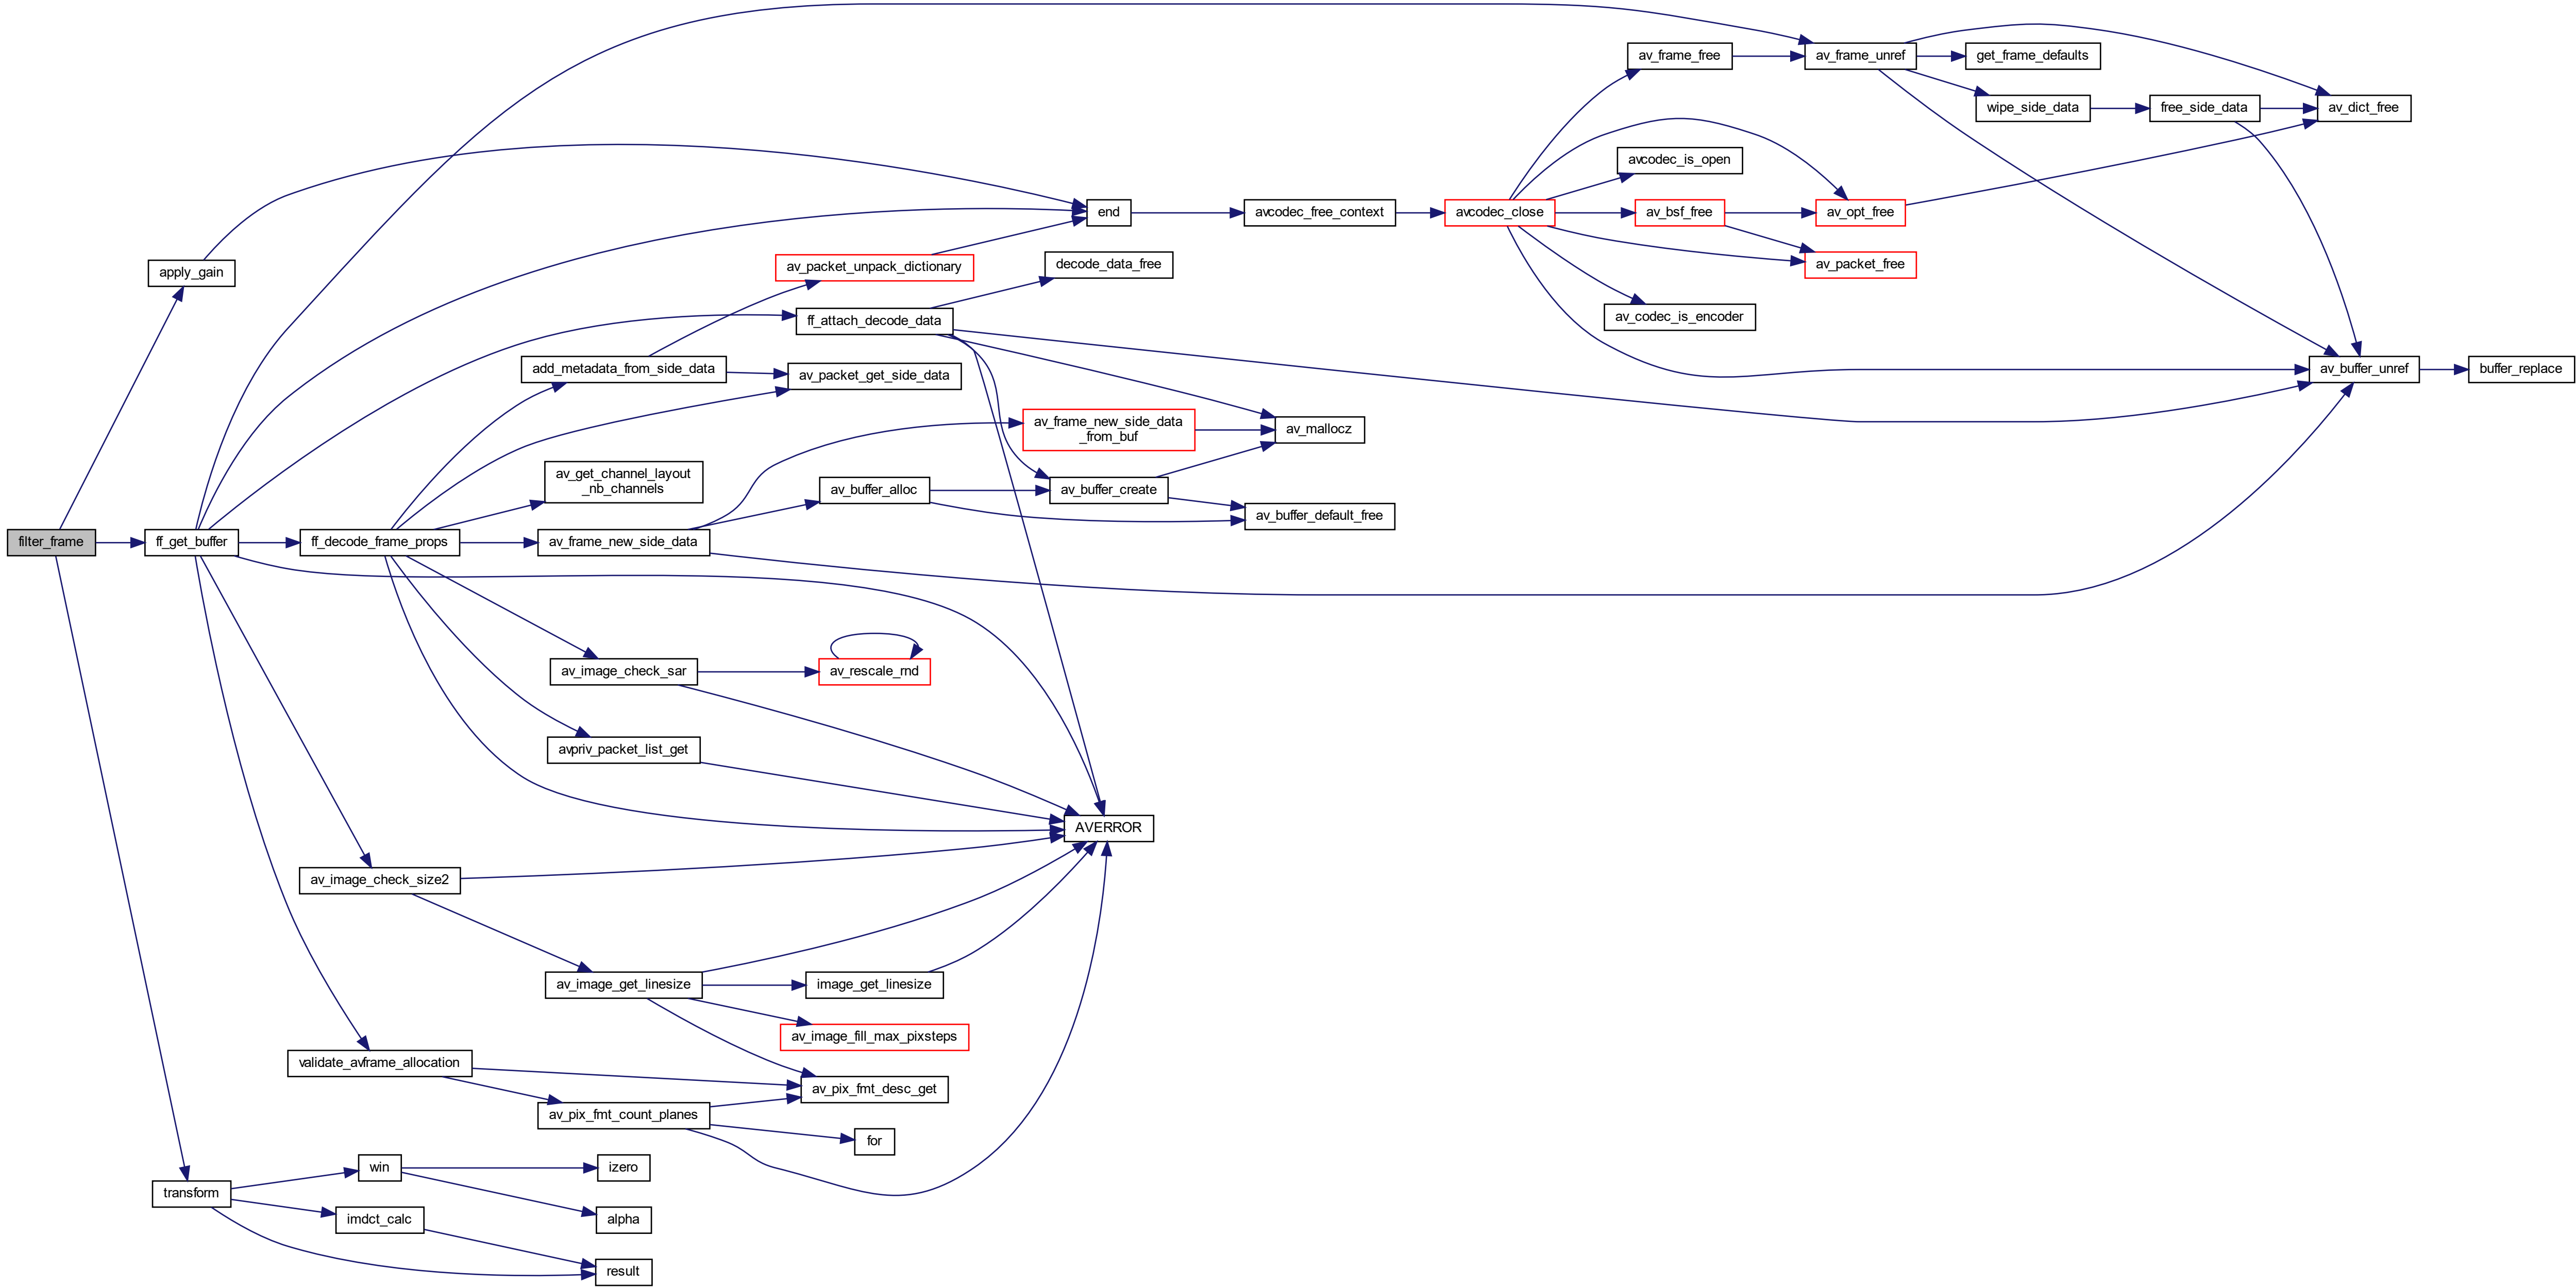 av_frame_free
av_frame_unref
get_frame_defaults
wipe_side_data
free_side_data
av_dict_free
avcodec_is_open
end
avcodec_free_context
avcodec_close
av_bsf_free
av_opt_free
apply_gain
av_packet_unpack_dictionary
decode_data_free
av_packet_free
ff_attach_decode_data
av_codec_is_encoder
add_metadata_from_side_data
av_packet_get_side_data
av_buffer_unref
buffer_replace
av_frame_new_side_data
_from_buf
av_mallocz
av_get_channel_layout
_nb_channels
av_buffer_alloc
av_buffer_create
av_buffer_default_free
filter_frame
ff_get_buffer
ff_decode_frame_props
av_frame_new_side_data
av_image_check_sar
av_rescale_rnd
avpriv_packet_list_get
AVERROR
av_image_check_size2
av_image_get_linesize
image_get_linesize
av_image_fill_max_pixsteps
validate_avframe_allocation
av_pix_fmt_desc_get
av_pix_fmt_count_planes
for
win
izero
transform
imdct_calc
alpha
result